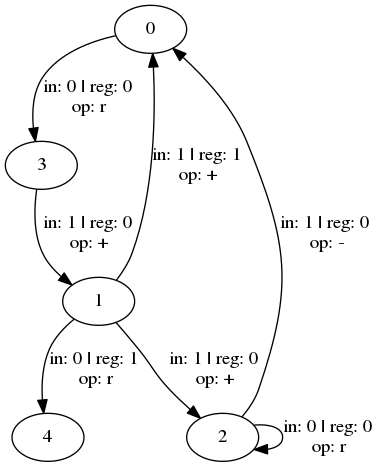 0
in: 0 | reg: 0
op: r
3
in: 1 | reg: 1
op: +
in: 1 | reg: 0
op: +
in: 1 | reg: 0
op: -
1
in: 0 | reg: 1
op: r
in: 1 | reg: 0
op: +
4
2
in: 0 | reg: 0
op: r